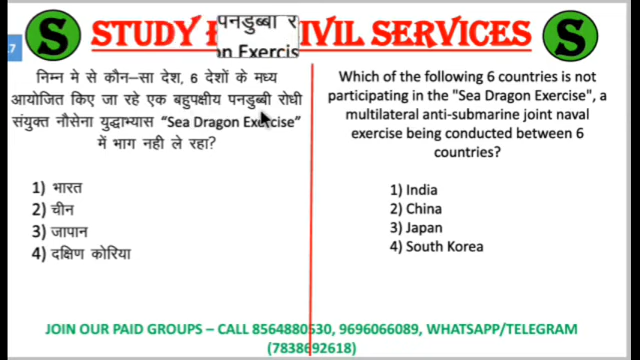 S STUDY IVIL SERVICES S
on Exercis
निम्न मे से कौन–सा देश, 6 देशों के मध्य
आयोजित किए जा रहे एक बहुपक्षीय पनडुब्बी रोधी
संयुक्त नौसेना युद्धाभ्यास “Sea Dragon Exercise”
में भाग नही ले रहा?
1) भारत
2) चीन
3) जापान
4) दक्षिण कोरिया
Which of the following 6 countries is not
participating in the "Sea Dragon Exercise", a
multilateral anti-submarine joint naval
exercise being conducted between 6
countries?
1) India
2) China
3) Japan
4) South Korea
JOIN OUR PAID GROUPS – CALL 8564880530, 9696066089, WHATSAPP/TELEGRAM
(7838692618)